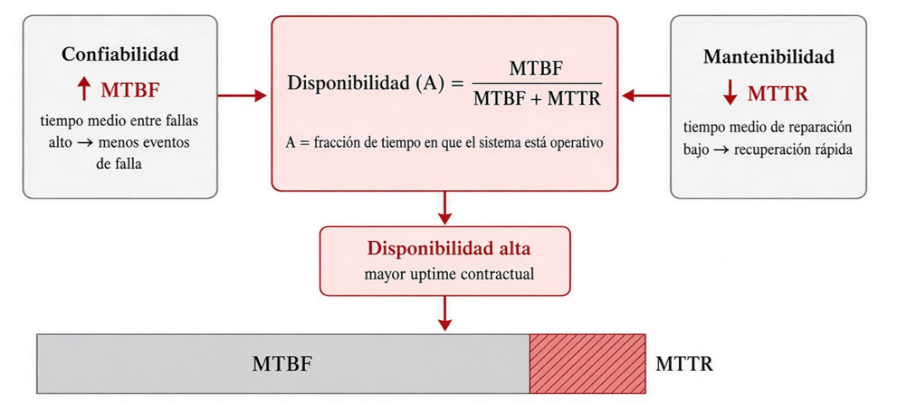 Confiabilidad
↑ MTBF
tiempo medio entre fallas
alto → menos eventos
de falla
Disponibilidad (A) = MTBF / (MTBF + MTTR)
A = fracción de tiempo en que el sistema está operativo
Mantenibilidad
↓ MTTR
tiempo medio de reparación
bajo → recuperación rápida
Disponibilidad alta
mayor uptime contractual
MTBF
MTTR